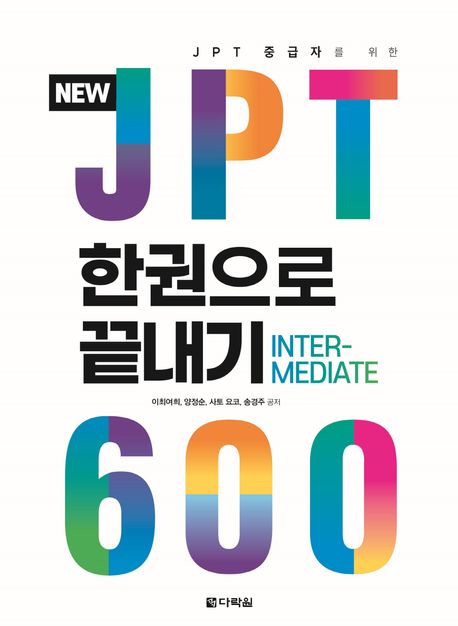 JPT 중급자를 위한
NEW
JPT
한권으로
끝내기 INTER-
MEDIATE
이최여희, 양정순, 사토 요코, 송경주 공저
600
다락원